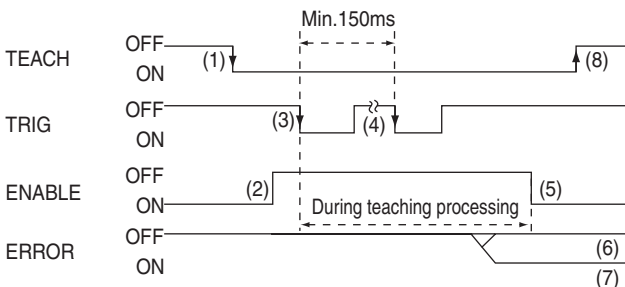 Min.150ms
TEACH
OFF
ON
(1)
(8)
TRIG
OFF
ON
(3)
(4)
ENABLE
OFF
ON
(2)
During teaching processing
(5)
ERROR
OFF
ON
(6)
(7)